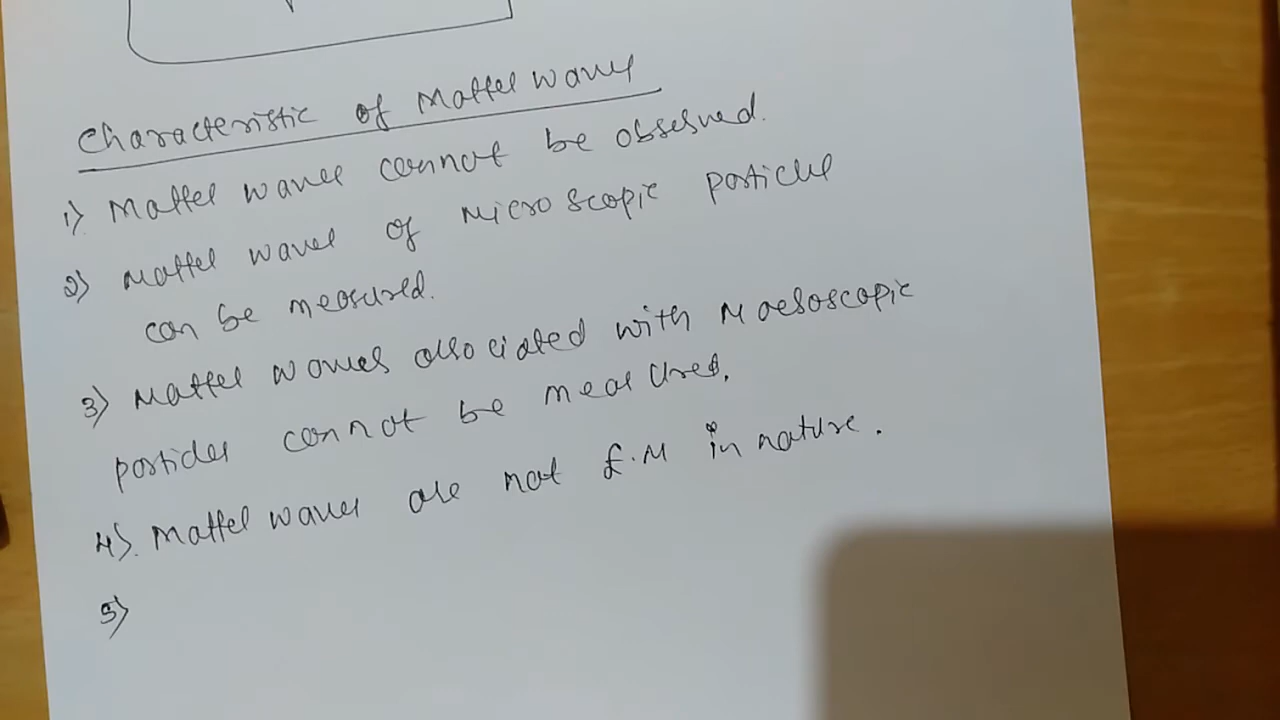 Characteristic of Matter waves
1) Matter waves cannot be observed.
2) Matter waves of Microscopic particle
can be measured.
3) Matter waves associated with Macroscopic
particles cannot be measured.
4). Matter waves are not E.M in nature.
5)